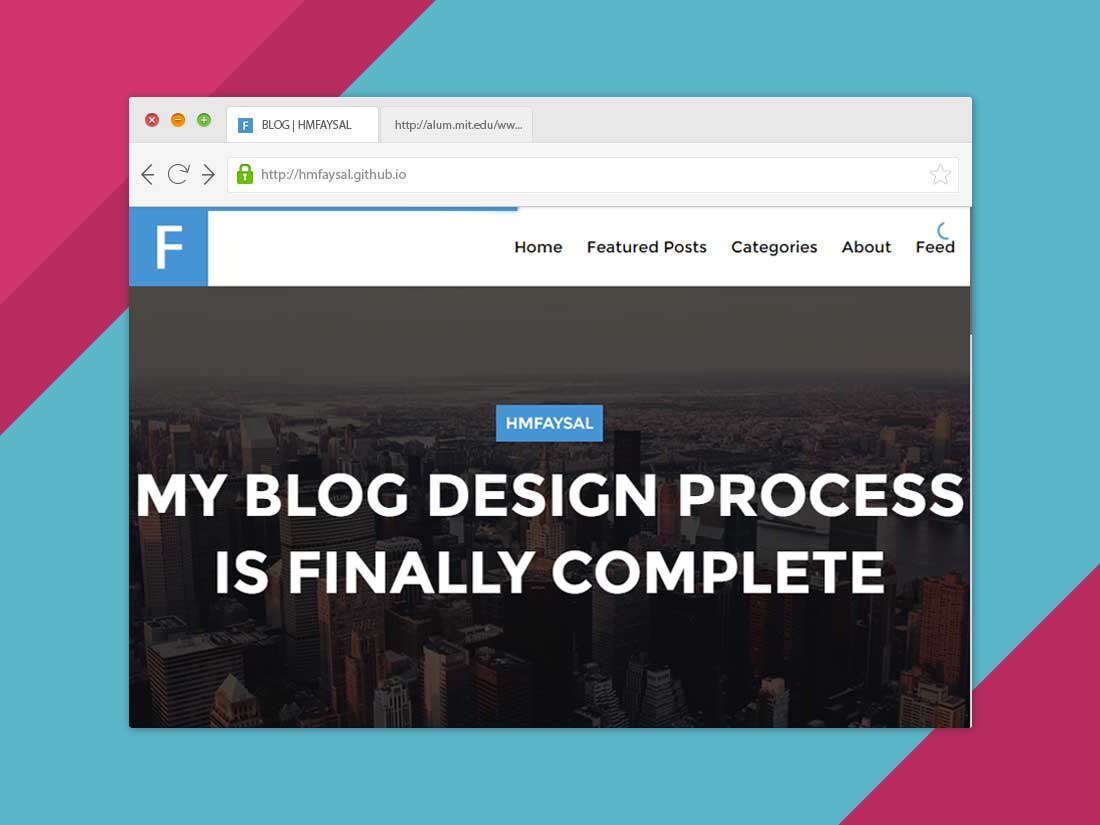 F BLOG | HMFAYSAL http://alum.mit.edu/ww...
http://hmfaysal.github.io
F
Home Featured Posts Categories About Feed
HMFAYSAL
MY BLOG DESIGN PROCESS
IS FINALLY COMPLETE